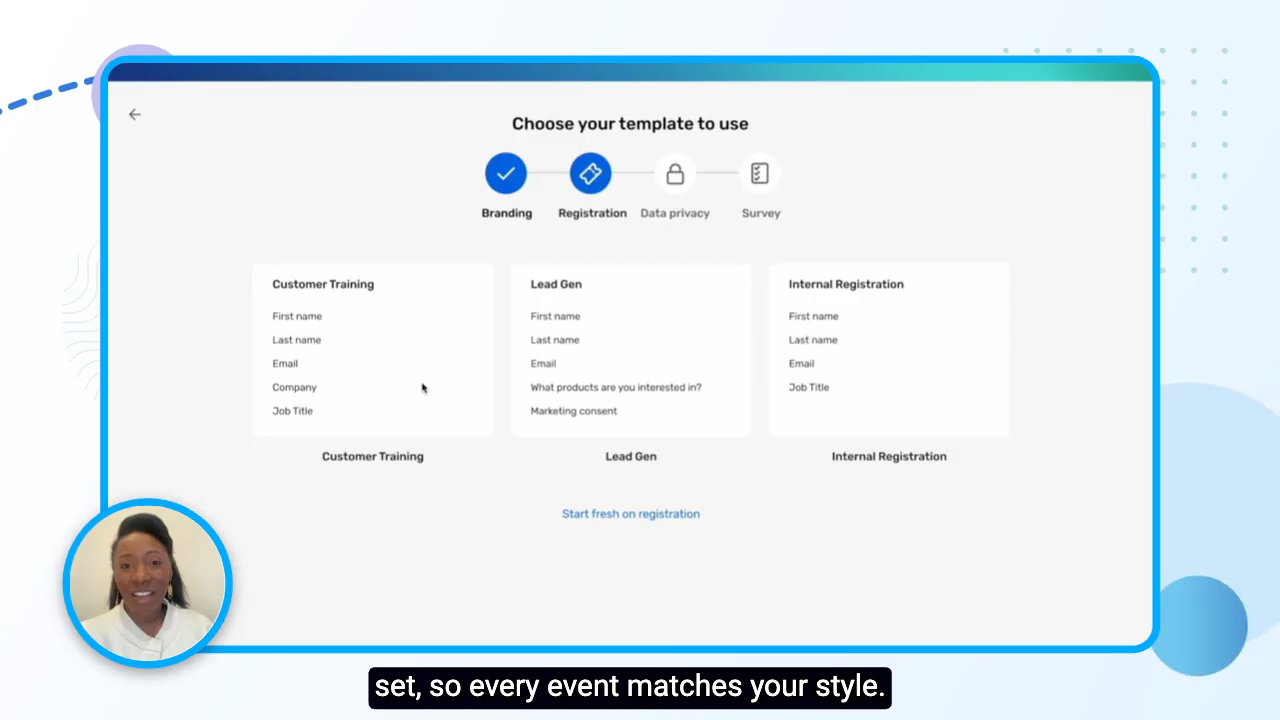 Choose your template to use
Branding
Registration
Data privacy
Survey
Customer Training
First name
Last name
Email
Company
Job Title
Customer Training
Lead Gen
First name
Last name
Email
What products are you interested in?
Marketing consent
Lead Gen
Internal Registration
First name
Last name
Email
Job Title
Internal Registration
Start fresh on registration
set, so every event matches your style.